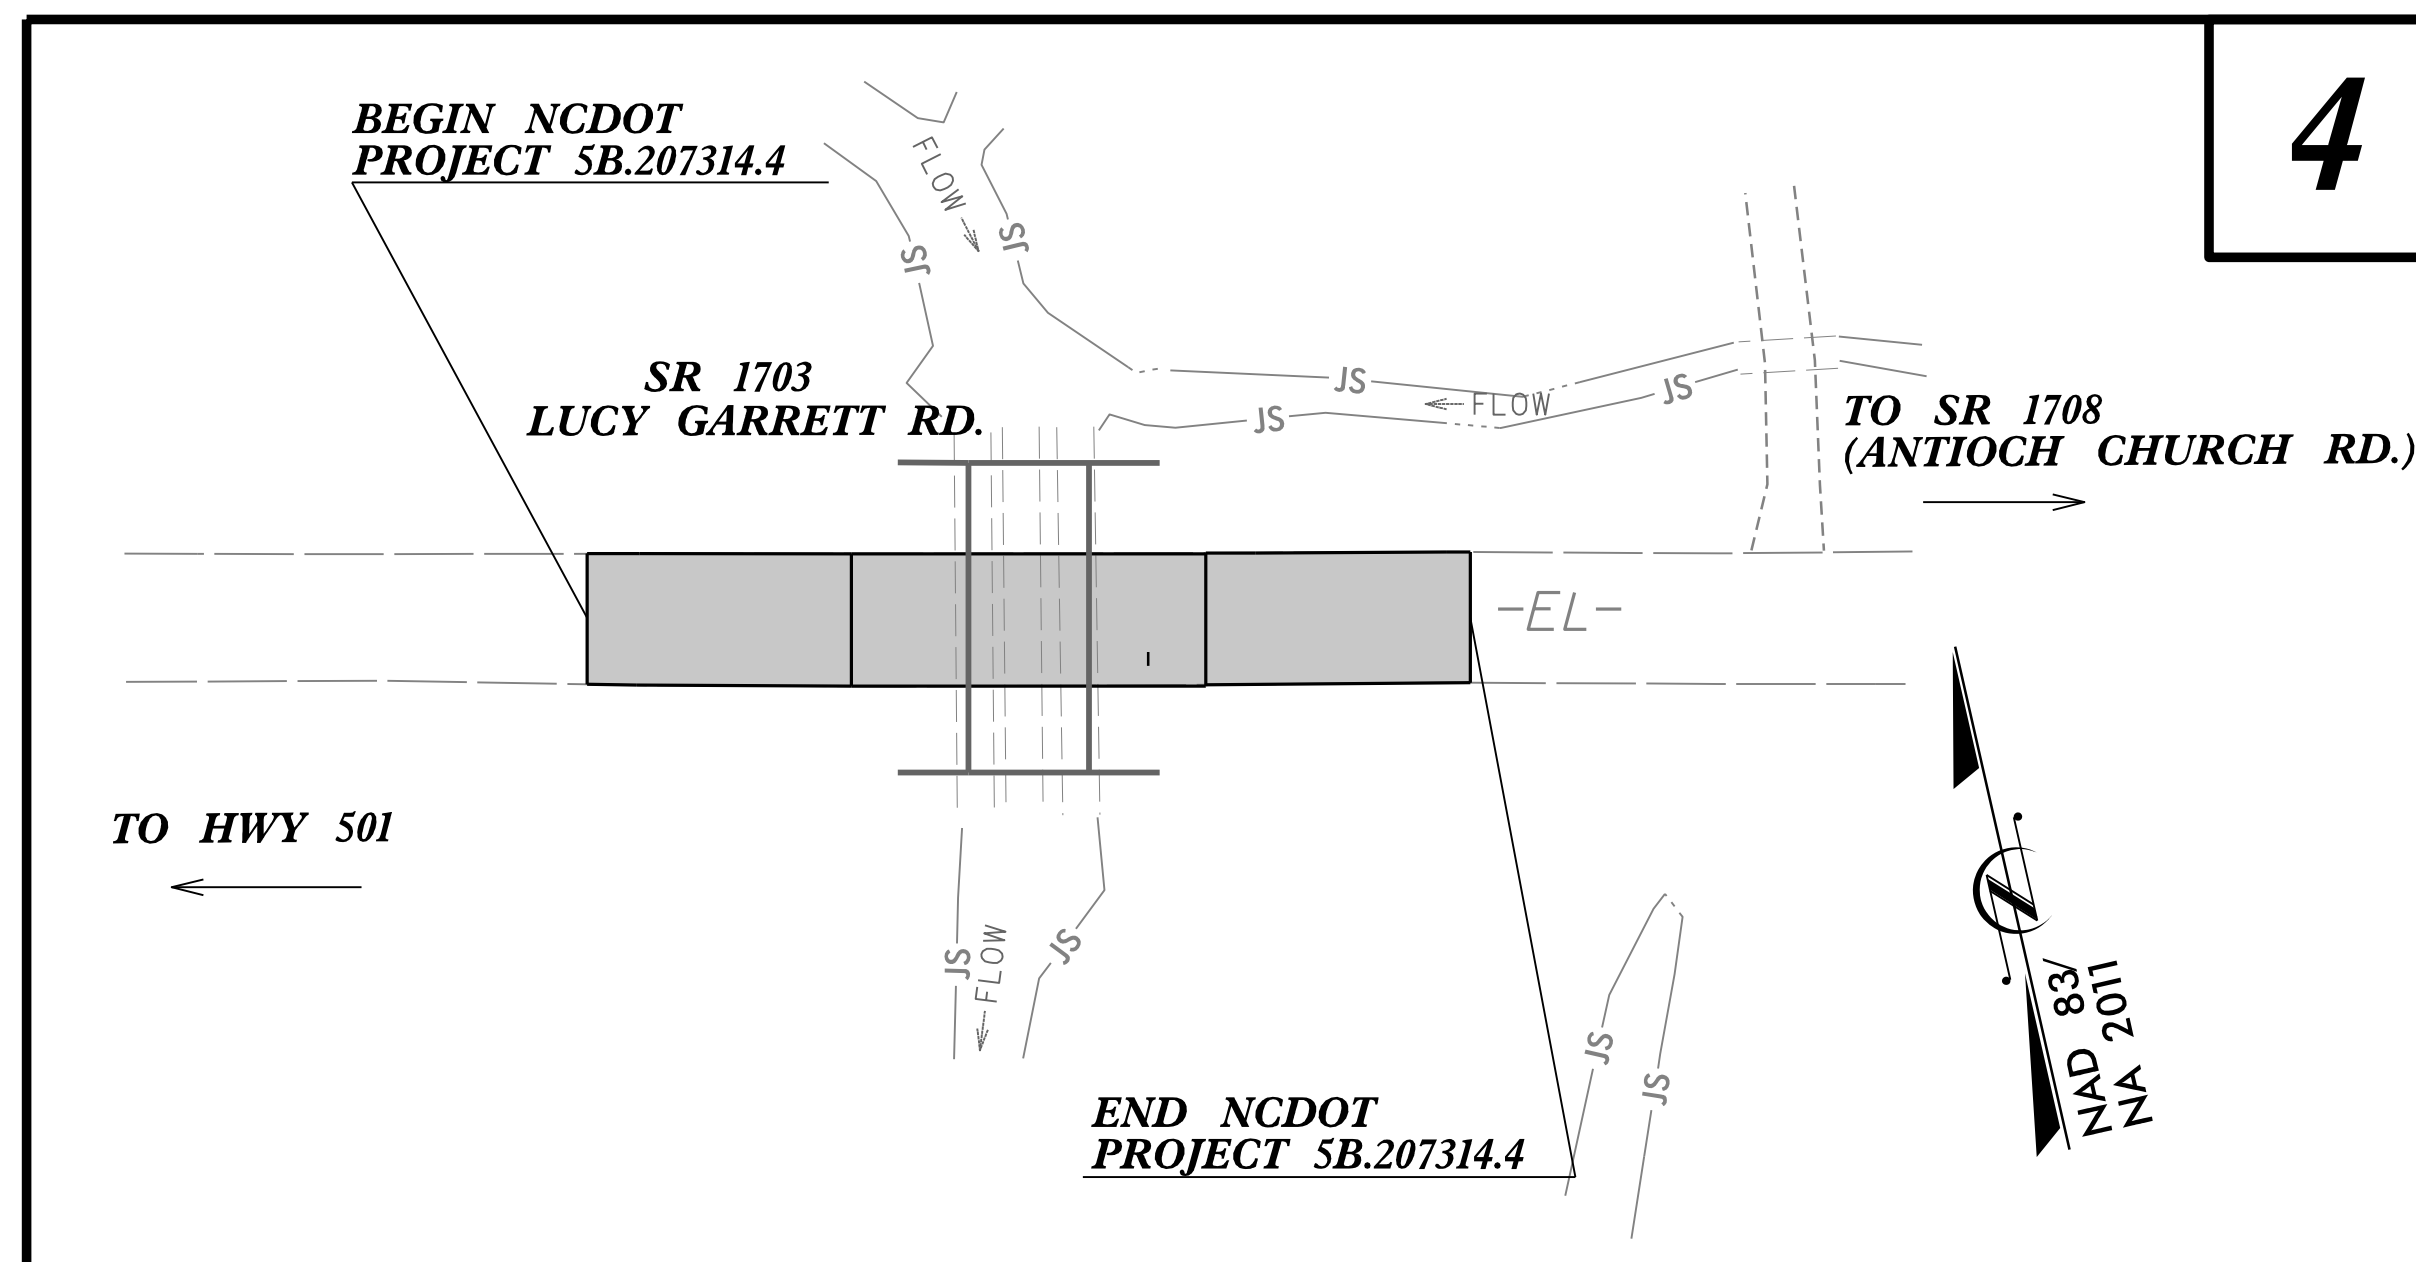 4
BEGIN NCDOT
PROJECT 5B.207314.4
FLOW
JS
JS
SR 1703
LUCY GARRETT RD.
JS
JS
FLOW
JS
TO SR 1708
(ANTIOCH CHURCH RD.)
-EL-
TO HWY 501
JS
FLOW
JS
JS
JS
END NCDOT
PROJECT 5B.207314.4
N
NAD 83/
NA 2011